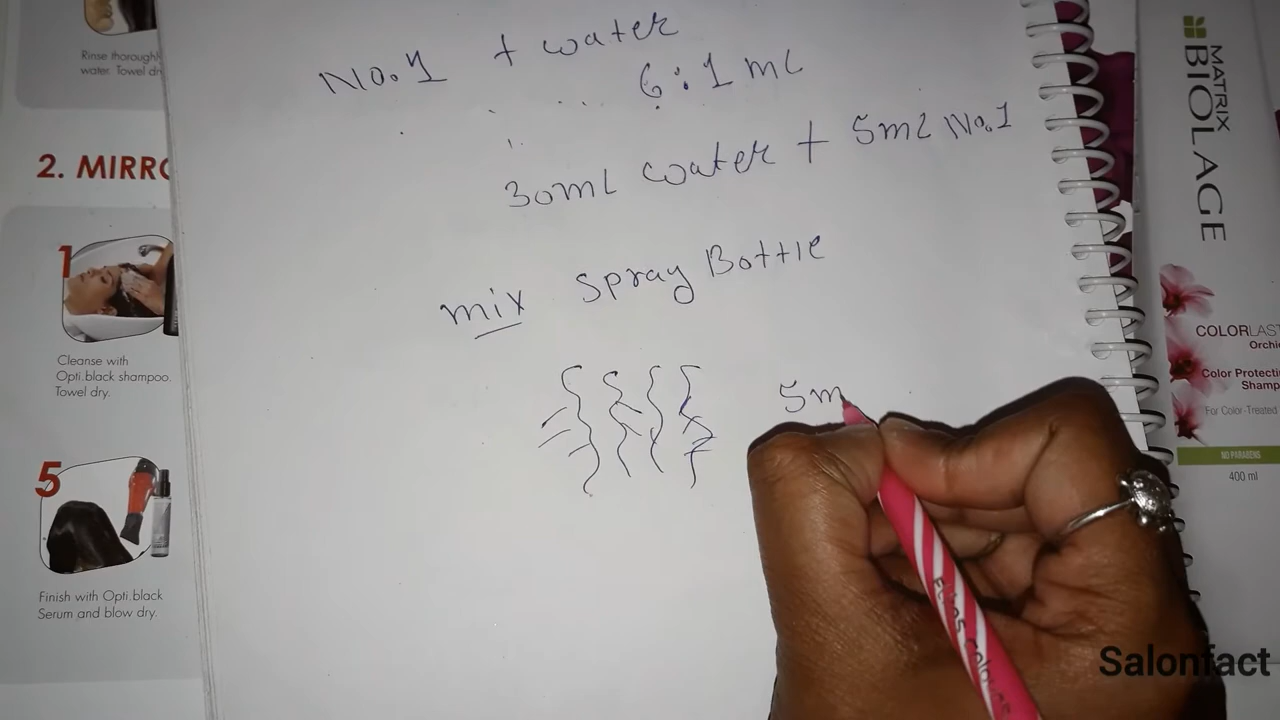 No.1 + water
6:1 ml
30ml water + 5ml No.1
mix spray Bottle
5m
Rinse thoroughly
water. Towel dr
2. MIRRO
1
Cleanse with
Opti.black shampoo.
Towel dry.
5
Finish with Opti.black
Serum and blow dry.
MATRIX
BIOLAGE
COLORLAST
Orchid
Color Protecti
Shamp
For Color-Treated
NO PARABENS
400 ml
Salonfact